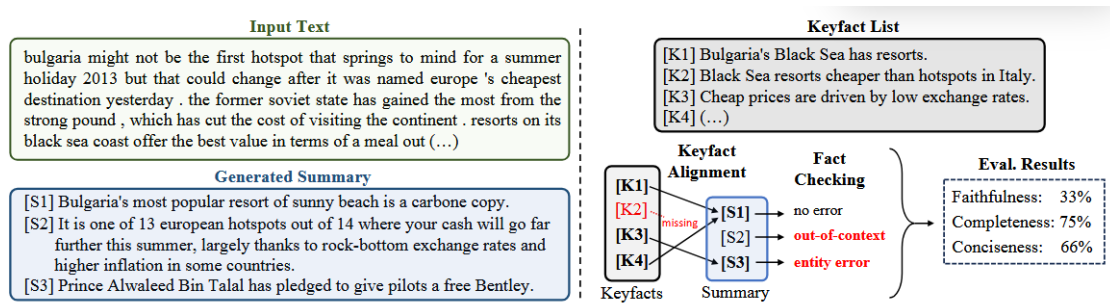 Input Text
bulgaria might not be the first hotspot that springs to mind for a summer
holiday 2013 but that could change after it was named europe 's cheapest
destination yesterday . the former soviet state has gained the most from the
strong pound , which has cut the cost of visiting the continent . resorts on its
black sea coast offer the best value in terms of a meal out (…)
Generated Summary
[S1] Bulgaria's most popular resort of sunny beach is a carbone copy.
[S2] It is one of 13 european hotspots out of 14 where your cash will go far
further this summer, largely thanks to rock-bottom exchange rates and
higher inflation in some countries.
[S3] Prince Alwaleed Bin Talal has pledged to give pilots a free Bentley.
Keyfact List
[K1] Bulgaria's Black Sea has resorts.
[K2] Black Sea resorts cheaper than hotspots in Italy.
[K3] Cheap prices are driven by low exchange rates.
[K4] (…)
Keyfact
Alignment
Fact
Checking
Eval. Results
[K1]
[K2]
[K3]
[K4]
missing
[S1]
[S2]
[S3]
no error
out-of-context
entity error
Keyfacts
Summary
Faithfulness: 33%
Completeness: 75%
Conciseness: 66%